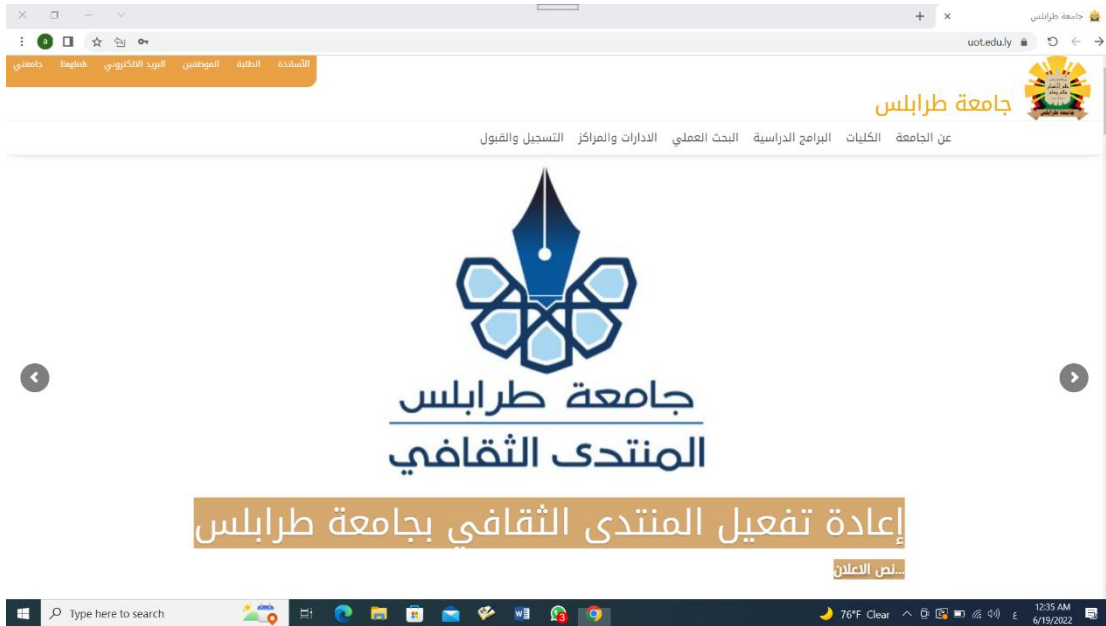 جامعة طرابلس
uot.edu.ly
a
الأساتذة الطلبة الموظفين البريد الالكتروني English جامعتي
جامعة طرابلس
عن الجامعة الكليات البرامج الدراسية البحث العملي الادارات والمراكز التسجيل والقبول
جامعة طرابلس
المنتدى الثقافي
إعادة تفعيل المنتدى الثقافي بجامعة طرابلس
...نص الاعلان
Type here to search
3
76°F Clear
ع
12:35 AM
6/19/2022